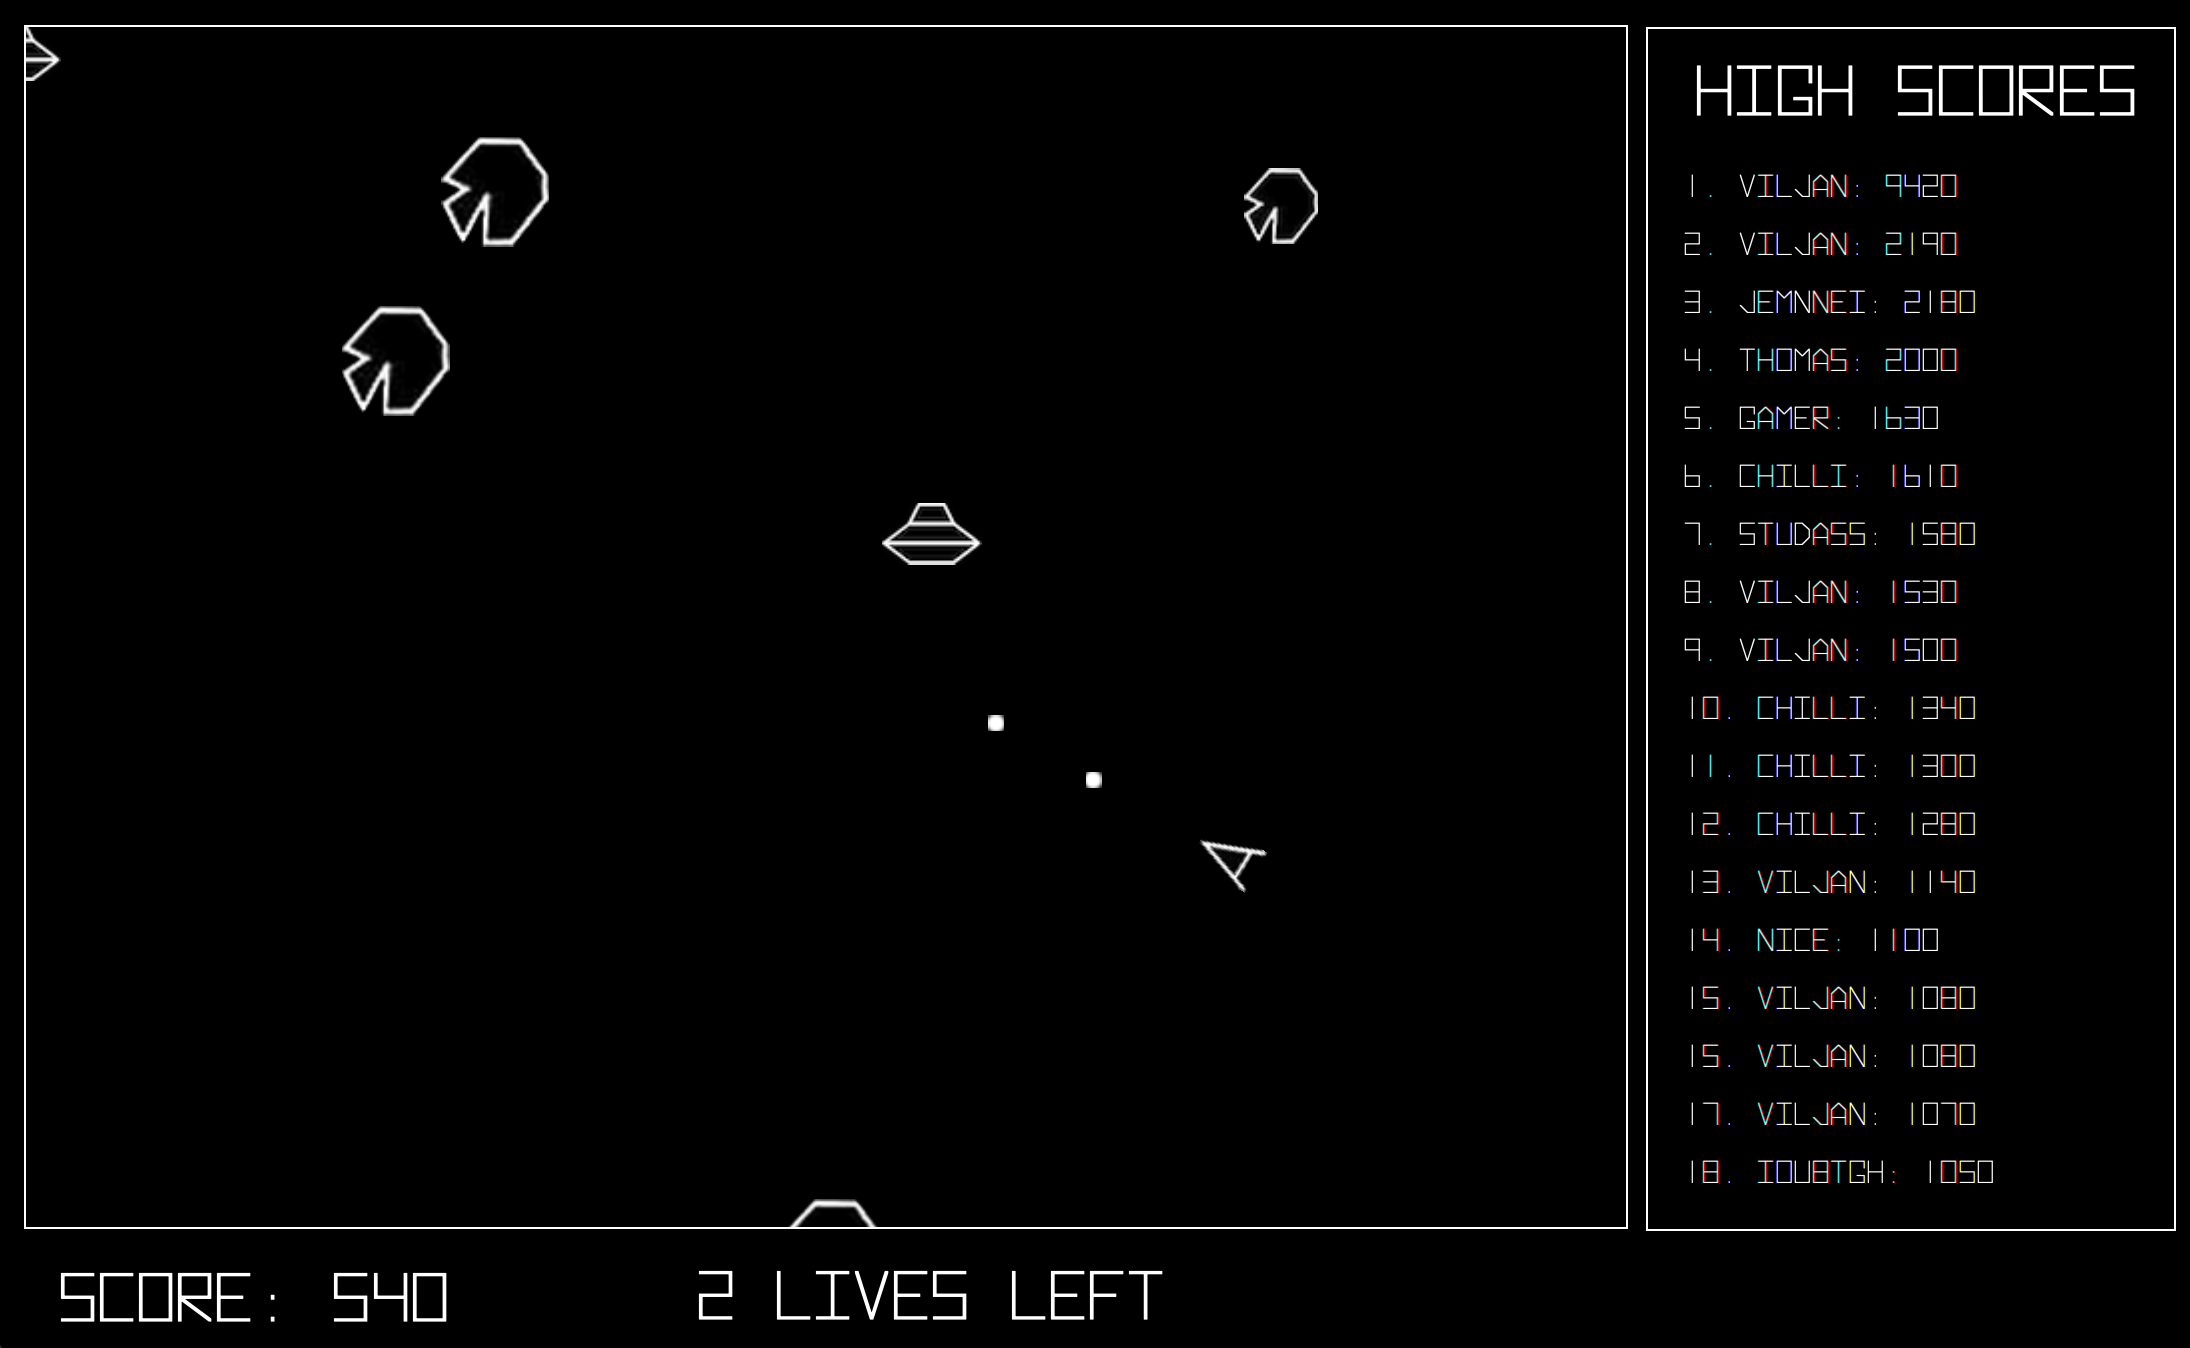 HIGH SCORES
1. VILJAN: 9420
2. VILJAN: 2190
3. JEMNNEI: 2180
4. THOMAS: 2000
5. GAMER: 1630
6. CHILLI: 1610
7. STUDASS: 1580
8. VILJAN: 1530
9. VILJAN: 1500
10. CHILLI: 1340
11. CHILLI: 1300
12. CHILLI: 1280
13. VILJAN: 1140
14. NICE: 1100
15. VILJAN: 1080
15. VILJAN: 1080
17. VILJAN: 1070
18. IOUBTGH: 1050
SCORE: 540
2 LIVES LEFT